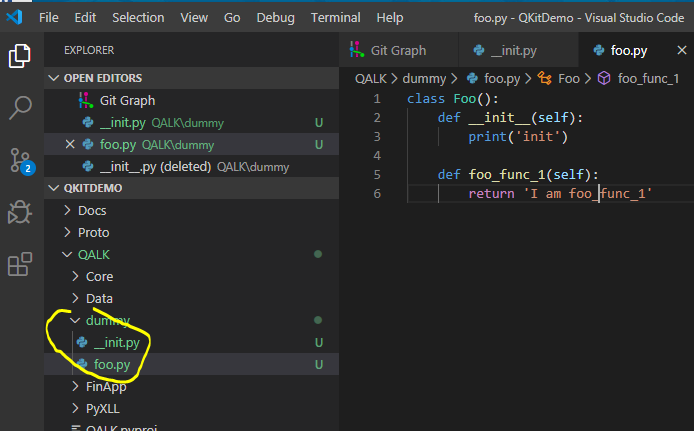 File Edit Selection View Go Run foo.py - QKitDemo - Visual Studio Code
EXPLORER
OPEN EDITORS
Git Graph
__init.py QALK\dummy U
foo.py QALK\dummy U
__init__.py (deleted) QALK\dummy
QKITDEMO
Docs
Proto
QALK
Core
Data
dummy
__init.py U
foo.py U
FinApp
PyXLL
QALK.pyproj
2
Git Graph __init.py foo.py
QALK > dummy > foo.py > Foo > foo_func_1
1 class Foo():
2 def __init__(self):
3 print('init')
4
5 def foo_func_1(self):
6 return 'I am foo_func_1'